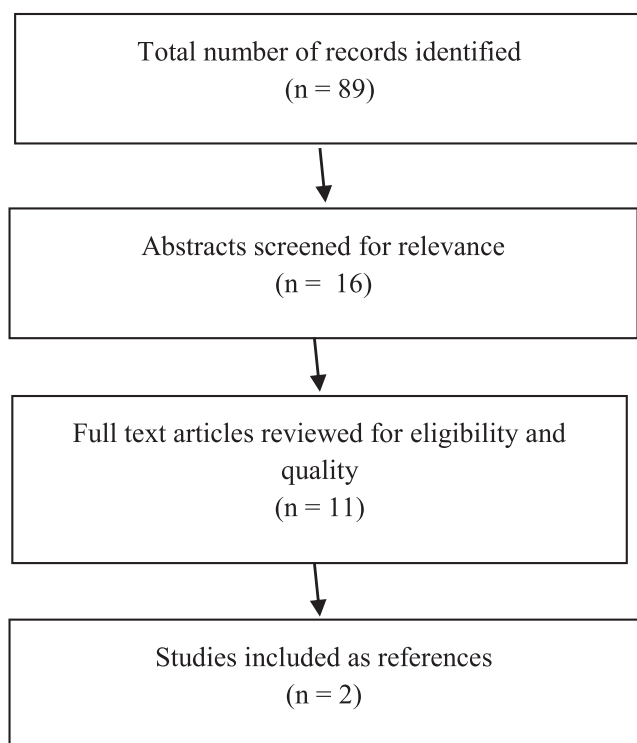 Total number of records identified
(n = 89)
Abstracts screened for relevance
(n = 16)
Full text articles reviewed for eligibility and
quality
(n = 11)
Studies included as references
(n = 2)